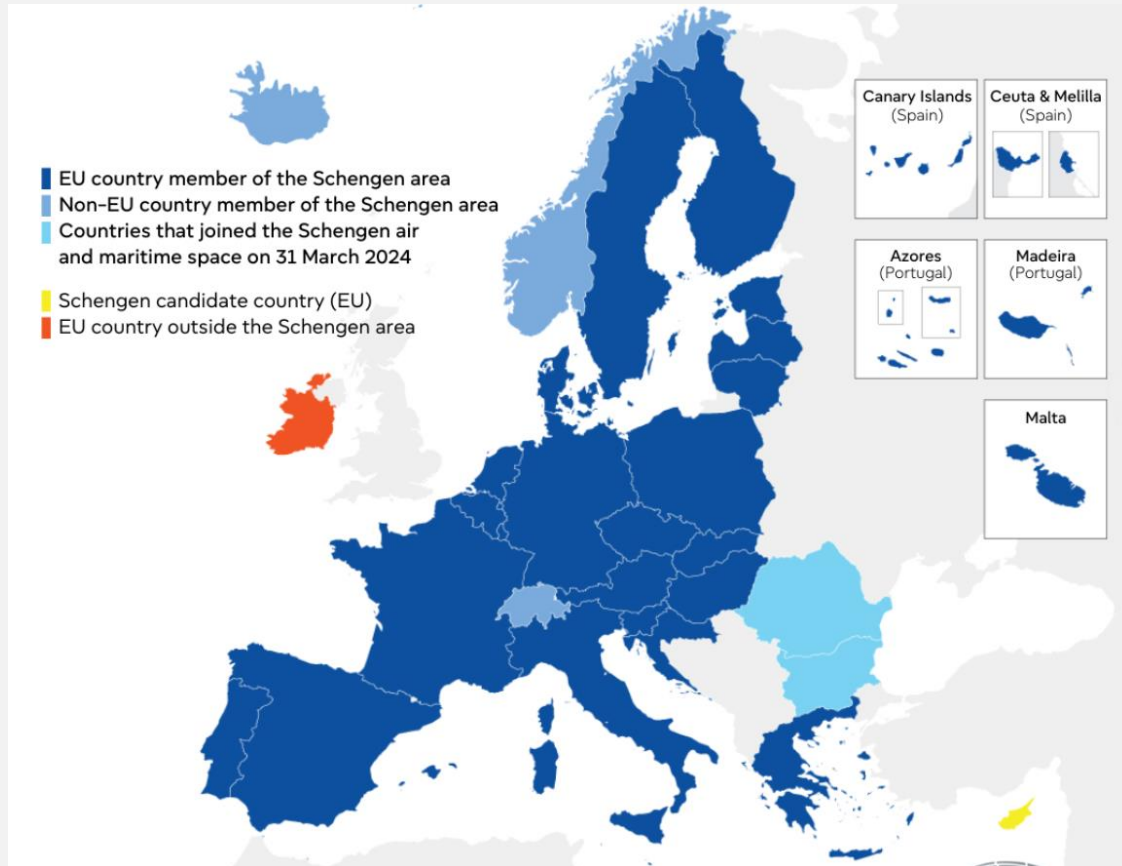 EU country member of the Schengen area
Non-EU country member of the Schengen area
Countries that joined the Schengen air
and maritime space on 31 March 2024
Schengen candidate country (EU)
EU country outside the Schengen area
Canary Islands
(Spain)
Ceuta & Melilla
(Spain)
Azores
(Portugal)
Madeira
(Portugal)
Malta